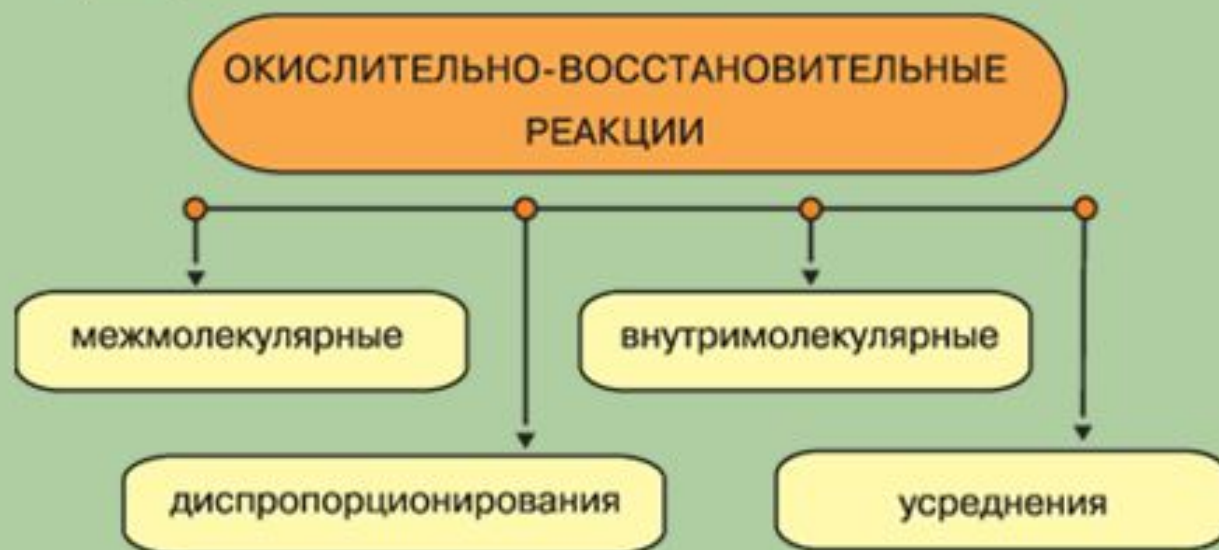 ОКИСЛИТЕЛЬНО-ВОССТАНОВИТЕЛЬНЫЕ
РЕАКЦИИ
межмолекулярные
внутримолекулярные
диспропорционирования
усреднения